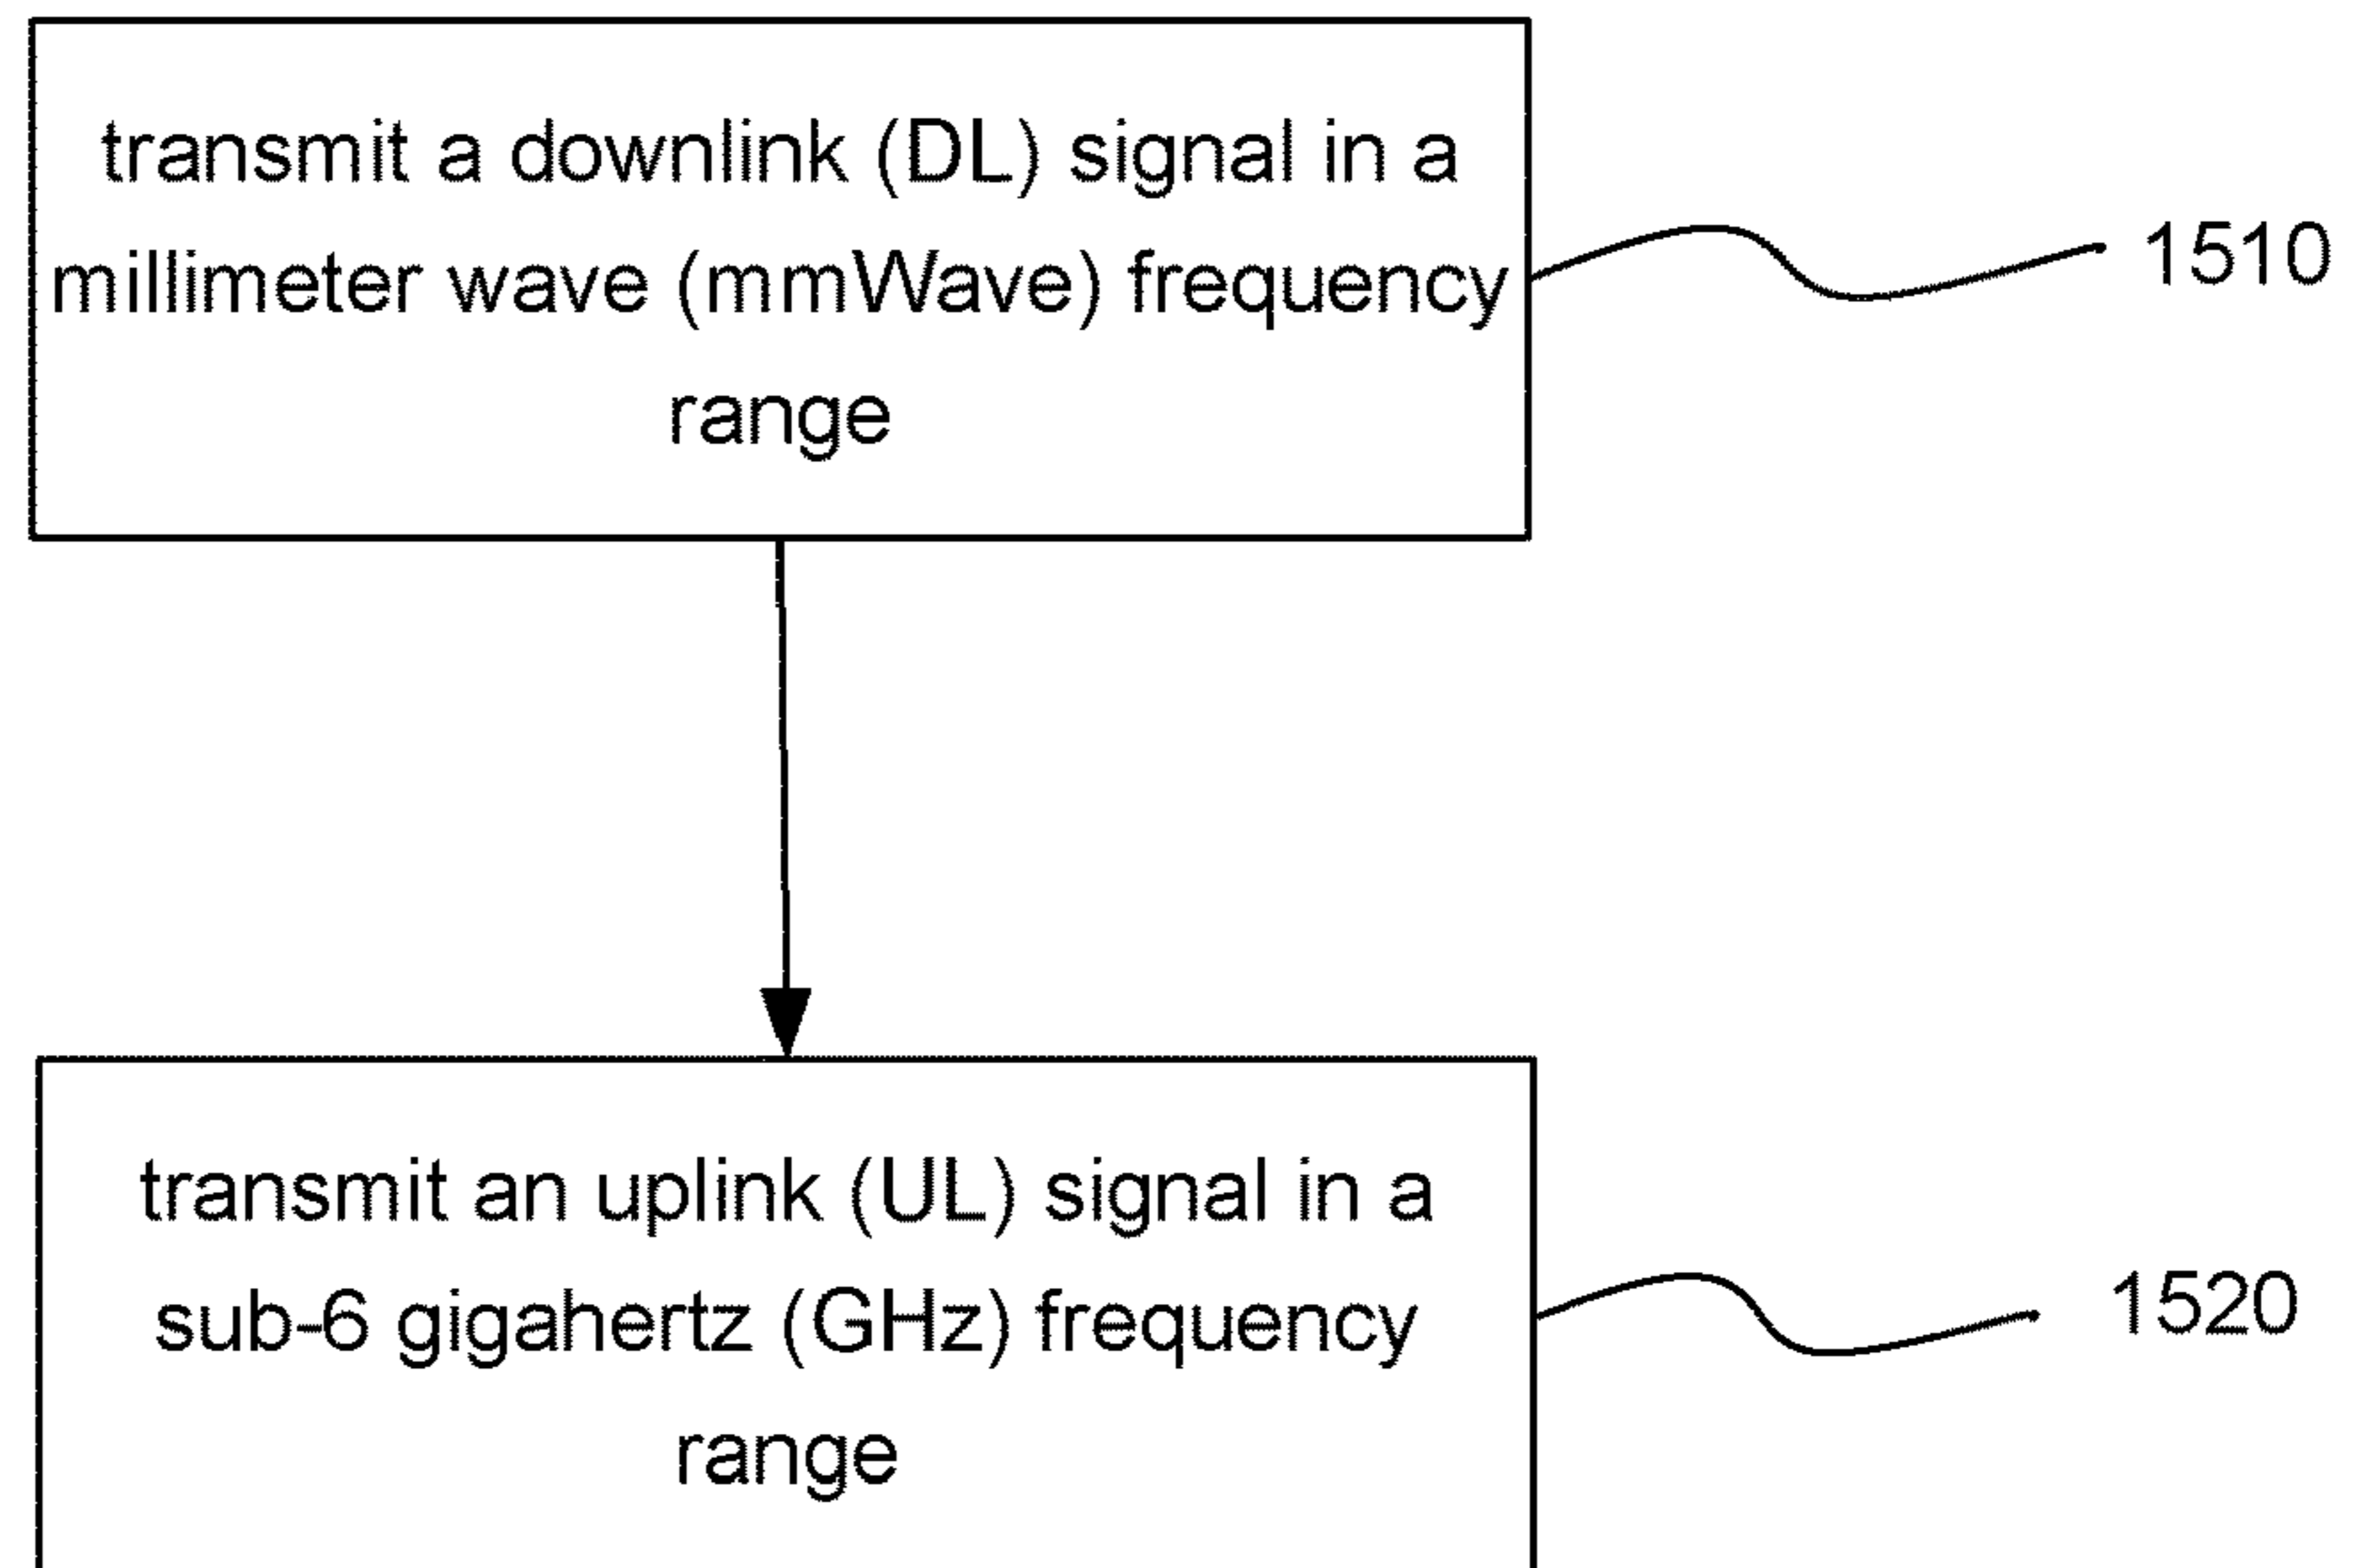 transmit a downlink (DL) signal in a
millimeter wave (mmWave) frequency
range
1510
transmit an uplink (UL) signal in a
sub-6 gigahertz (GHz) frequency
range
1520